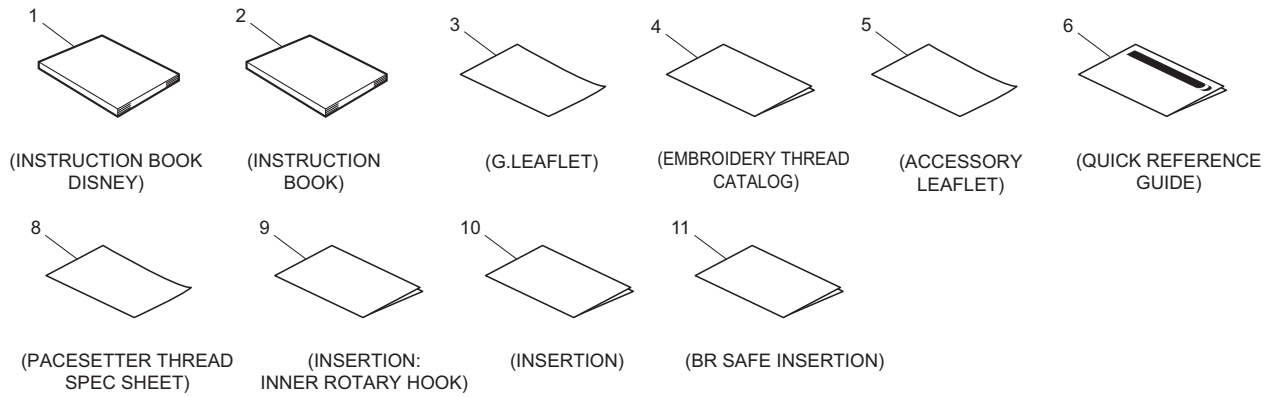 1
2
3
4
5
6
(INSTRUCTION BOOK
DISNEY)
(INSTRUCTION
BOOK)
(G.LEAFLET)
(EMBROIDERY THREAD
CATALOG)
(ACCESSORY
LEAFLET)
(QUICK REFERENCE
GUIDE)
8
9
10
11
(PACESETTER THREAD
SPEC SHEET)
(INSERTION:
INNER ROTARY HOOK)
(INSERTION)
(BR SAFE INSERTION)